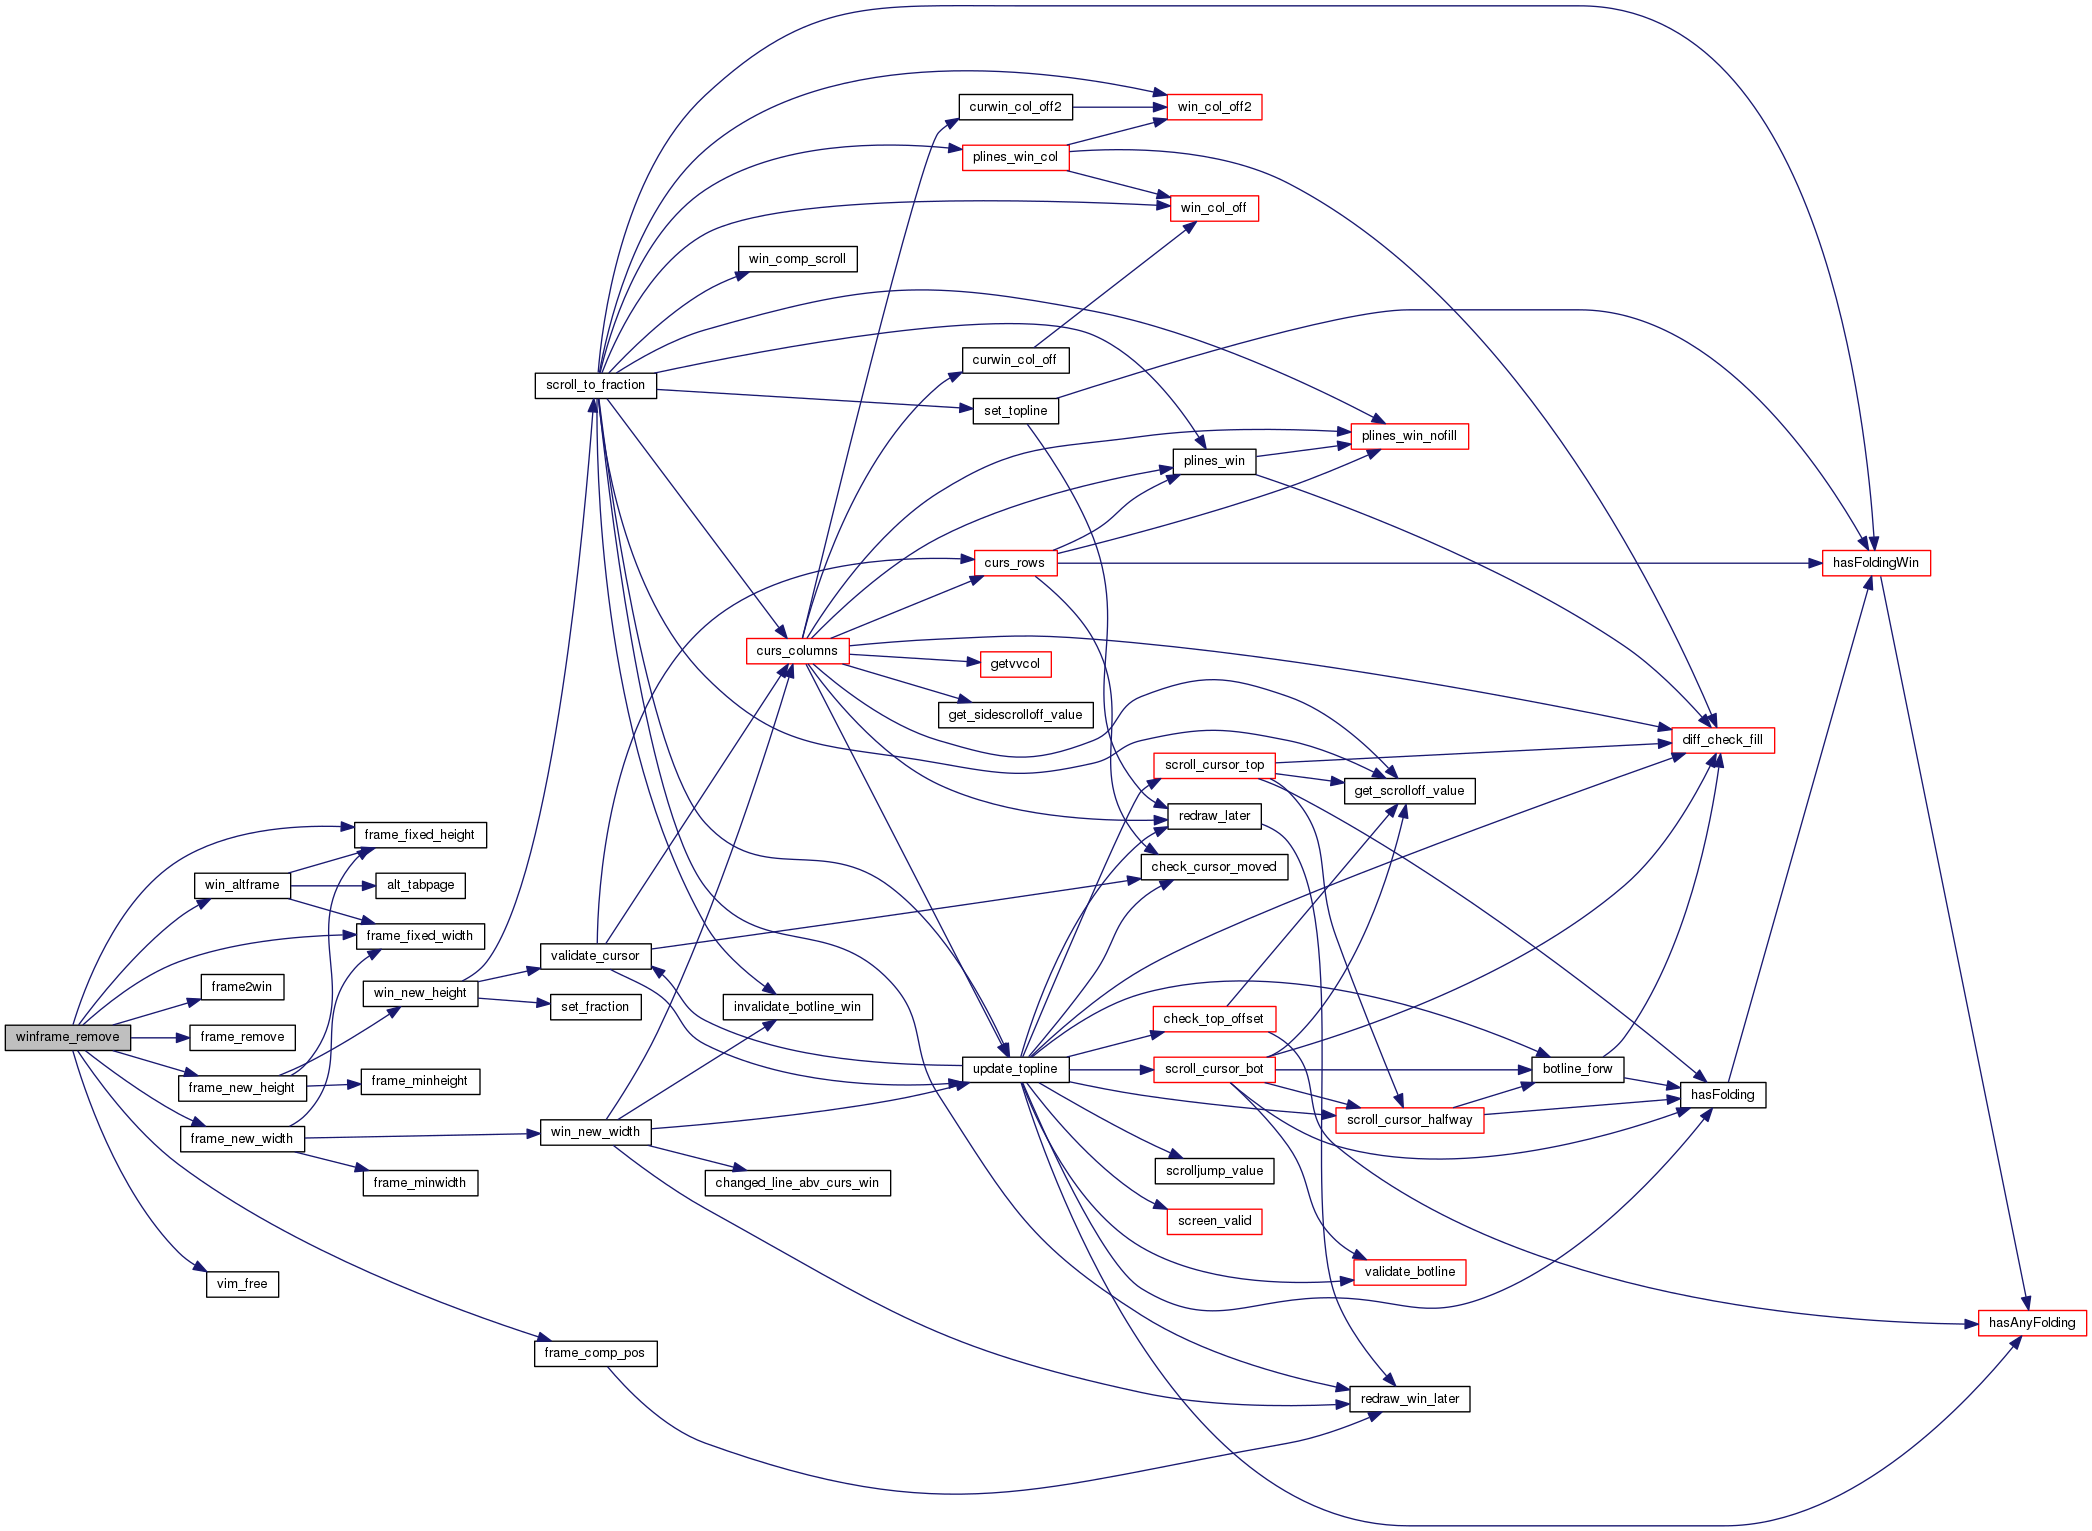 curwin_col_off2
win_col_off2
plines_win_col
win_col_off
win_comp_scroll
curwin_col_off
scroll_to_fraction
set_topline
plines_win_nofill
plines_win
curs_rows
hasFoldingWin
curs_columns
getvvcol
get_sidescrolloff_value
diff_check_fill
scroll_cursor_top
get_scrolloff_value
redraw_later
frame_fixed_height
check_cursor_moved
win_altframe
alt_tabpage
frame_fixed_width
validate_cursor
frame2win
win_new_height
set_fraction
invalidate_botline_win
check_top_offset
winframe_remove
frame_remove
update_topline
scroll_cursor_bot
botline_forw
frame_new_height
frame_minheight
hasFolding
scroll_cursor_halfway
frame_new_width
win_new_width
scrolljump_value
frame_minwidth
changed_line_abv_curs_win
screen_valid
validate_botline
vim_free
hasAnyFolding
frame_comp_pos
redraw_win_later